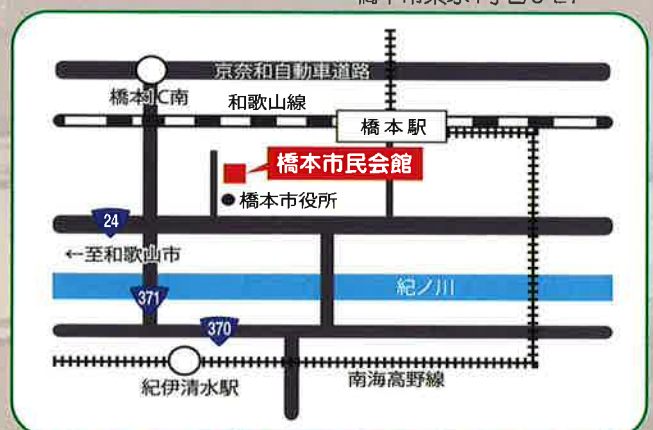 京奈和自動車道路
橋本IC南
和歌山線
橋本駅
橋本市民会館
橋本市役所
24
←至和歌山市
紀ノ川
371
370
紀伊清水駅
南海高野線